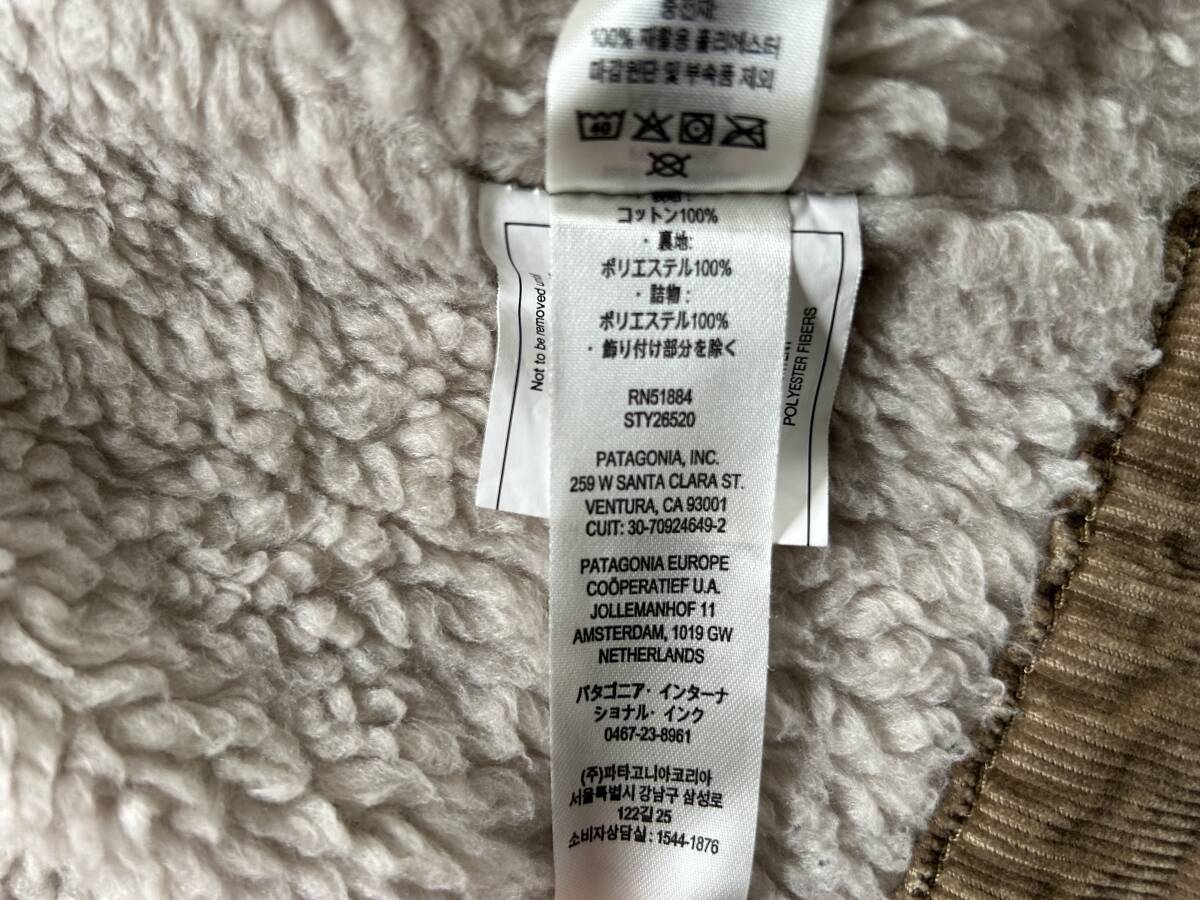 충전재
100% 재활용 폴리에스터
마감원단 및 부속품 제외
40
コットン100%
・裏地:
ポリエステル100%
・詰物:
ポリエステル100%
・飾り付け部分を除く
RN51884
STY26520
PATAGONIA, INC.
259 W SANTA CLARA ST.
VENTURA, CA 93001
CUIT: 30-70924649-2
PATAGONIA EUROPE
COÖPERATIEF U.A.
JOLLEMANHOF 11
AMSTERDAM, 1019 GW
NETHERLANDS
パタゴニア・インターナ
ショナル・インク
0467-23-8961
(주)파타고니아코리아
서울특별시 강남구 삼성로
122길 25
소비자상담실 : 1544-1876
Not to be removed
POLYESTER FIBERS